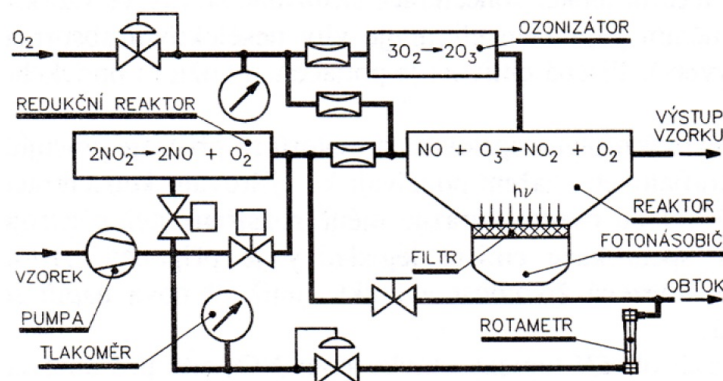 O₂
3O₂→2O₃
OZONIZÁTOR
REDUKČNÍ REAKTOR
2NO₂→2NO + O₂
NO + O₃→NO₂ + O₂
VÝSTUP
VZORKU
hν
REAKTOR
FILTR
FOTONÁSOBIČ
VZOREK
PUMPA
OBTOK
TLAKOMĚR
ROTAMETR